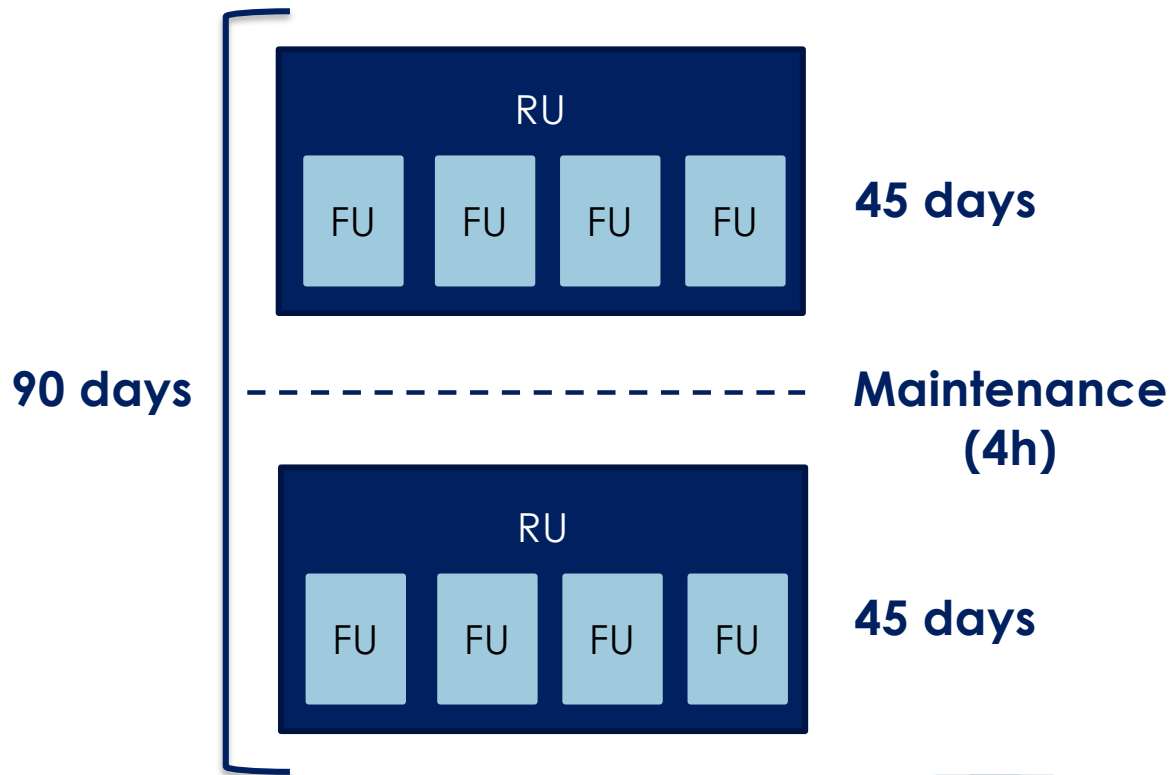 RU
FU FU FU FU
45 days
90 days
Maintenance
(4h)
RU
FU FU FU FU
45 days